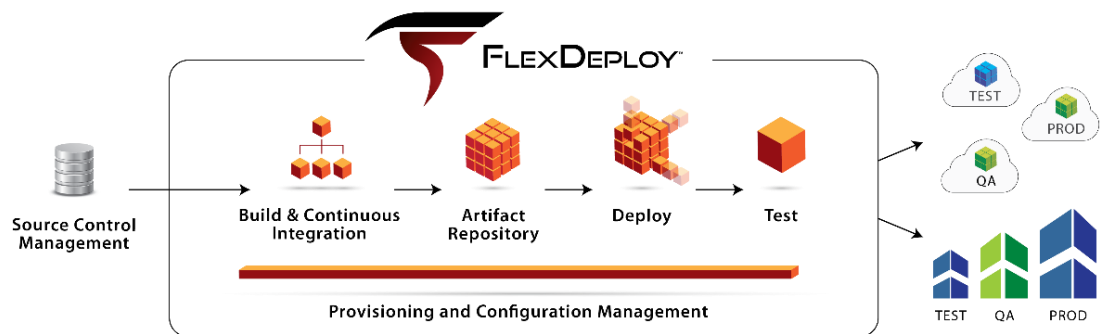 FLEXDEPLOY™
Source Control
Management
Build & Continuous
Integration
Artifact
Repository
Deploy
Test
Provisioning and Configuration Management
TEST
PROD
QA
TEST
QA
PROD